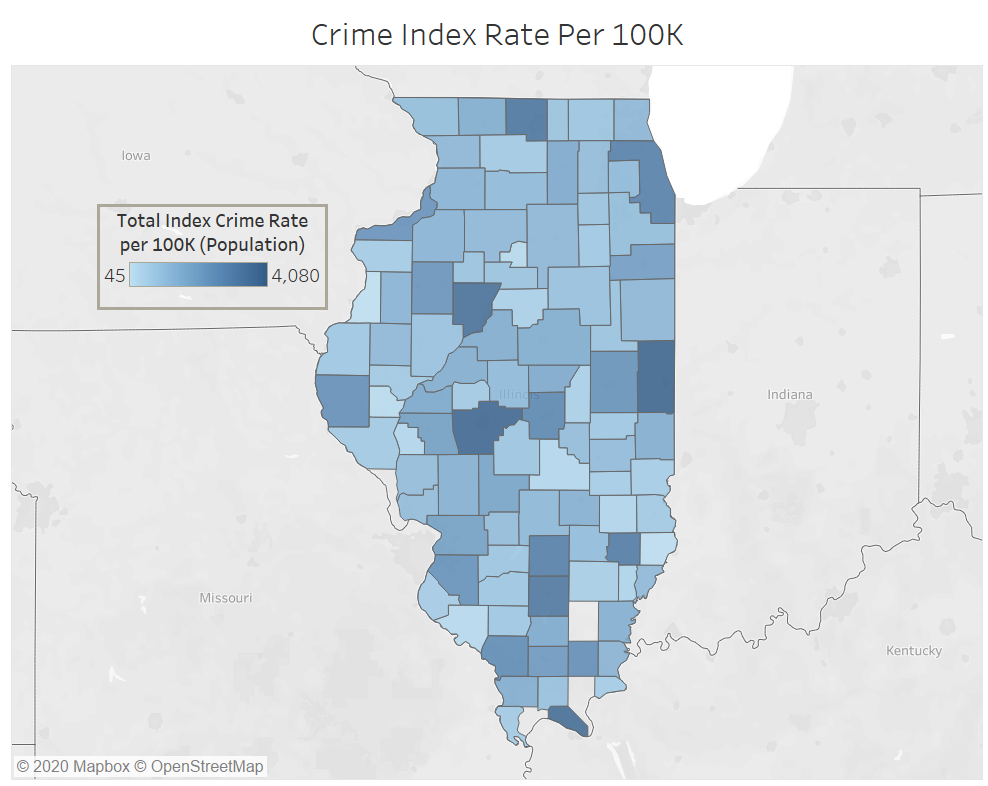 Crime Index Rate Per 100K
Iowa
Total Index Crime Rate
per 100K (Population)
45
4,080
Illinois
Indiana
Missouri
Kentucky
© 2020 Mapbox © OpenStreetMap